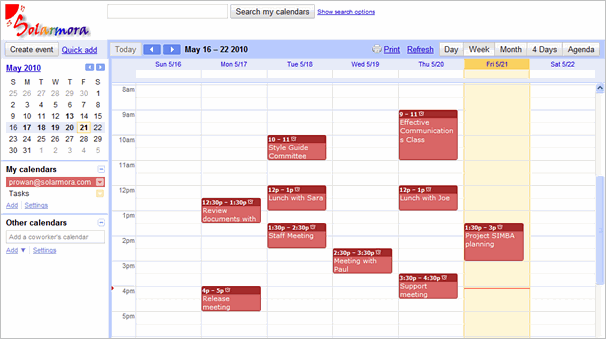 Solarmora
Search my calendars
Show search options
Create event
Quick add
Today
May 16 – 22 2010
Print
Refresh
Day
Week
Month
4 Days
Agenda
May 2010
S M T W T F S
25 26 27 28 29 30 1
2 3 4 5 6 7 8
9 10 11 12 13 14 15
16 17 18 19 20 21 22
23 24 25 26 27 28 29
30 31 1 2 3 4 5
My calendars
prowan@solarmora.com
Tasks
Add
Settings
Other calendars
Add a coworker's calendar
Add ▼
Settings
Sun 5/16
Mon 5/17
Tue 5/18
Wed 5/19
Thu 5/20
Fri 5/21
Sat 5/22
8am
9am
10am
11am
12pm
1pm
2pm
3pm
4pm
5pm
12:30p – 1:30p
Review
documents with
4p – 5p
Release
meeting
10 – 11
Style Guide
Committee
12p – 1p
Lunch with Sara
1:30p – 2:30p
Staff Meeting
2:30p – 3:30p
Meeting with
Paul
9 – 11
Effective
Communication
s Class
12p – 1p
Lunch with Joe
3:30p – 4:30p
Support
meeting
1:30p – 3p
Project SIMBA
planning